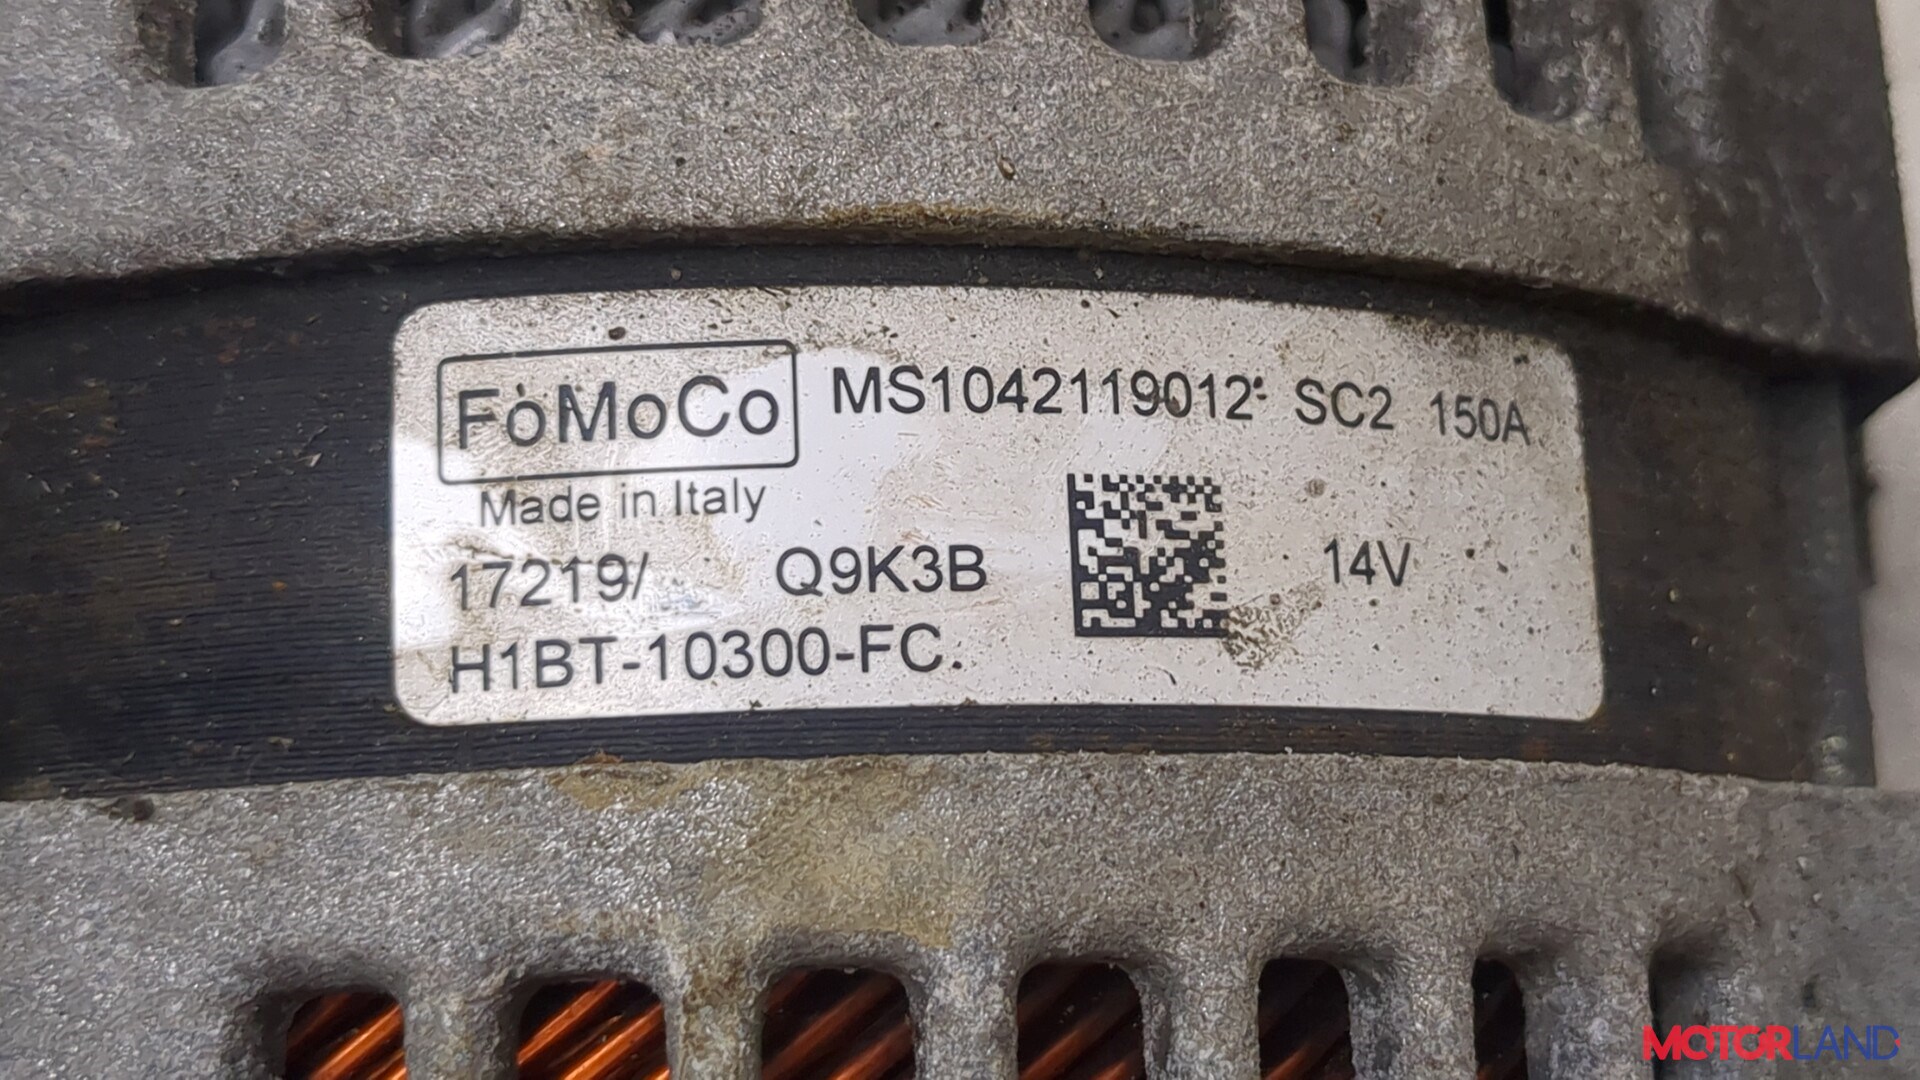 FoMoCo MS1042119012 SC2 150A
Made in Italy
17219/ Q9K3B 14V
H1BT-10300-FC.
MOTORLAND